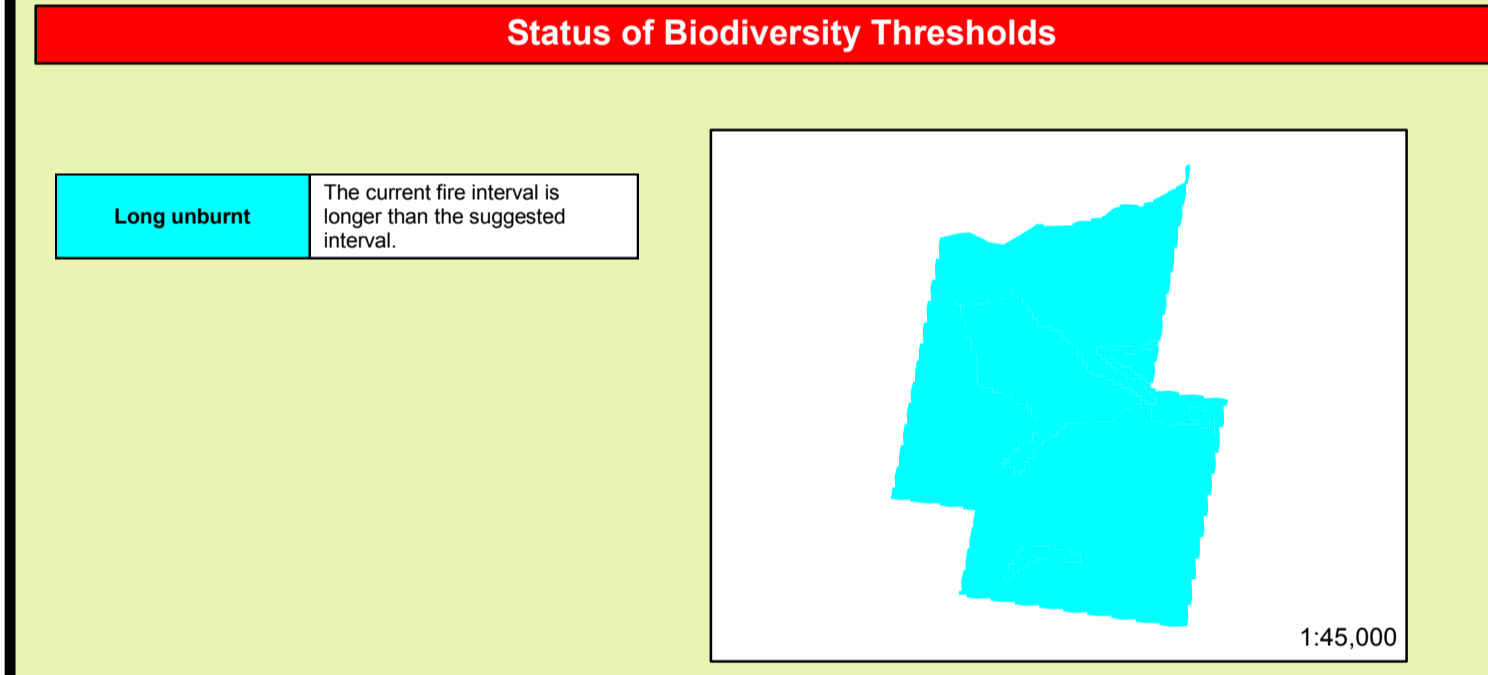 Status of Biodiversity Thresholds
Long unburnt
The current fire interval is
longer than the suggested
interval.
1:45,000